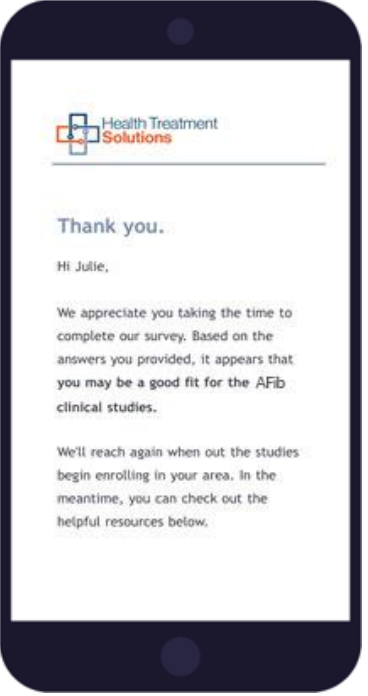 Health Treatment
Solutions
Thank you.
Hi Julie,
We appreciate you taking the time to
complete our survey. Based on the
answers you provided, it appears that
you may be a good fit for the AFib
clinical studies.
We'll reach again when out the studies
begin enrolling in your area. In the
meantime, you can check out the
helpful resources below.